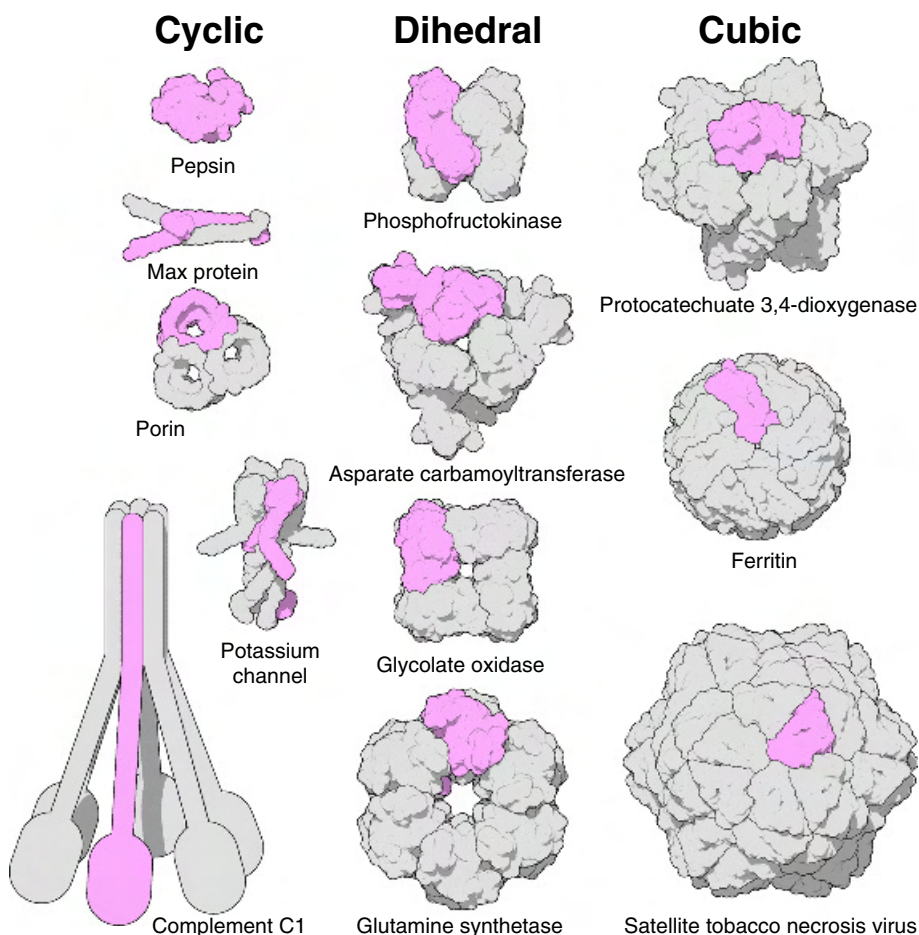 Cyclic
Dihedral
Cubic
Pepsin
Max protein
Porin
Potassium
channel
Complement C1
Phosphofructokinase
Asparate carbamoyltransferase
Glycolate oxidase
Glutamine synthetase
Protocatechuate 3,4-dioxygenase
Ferritin
Satellite tobacco necrosis virus